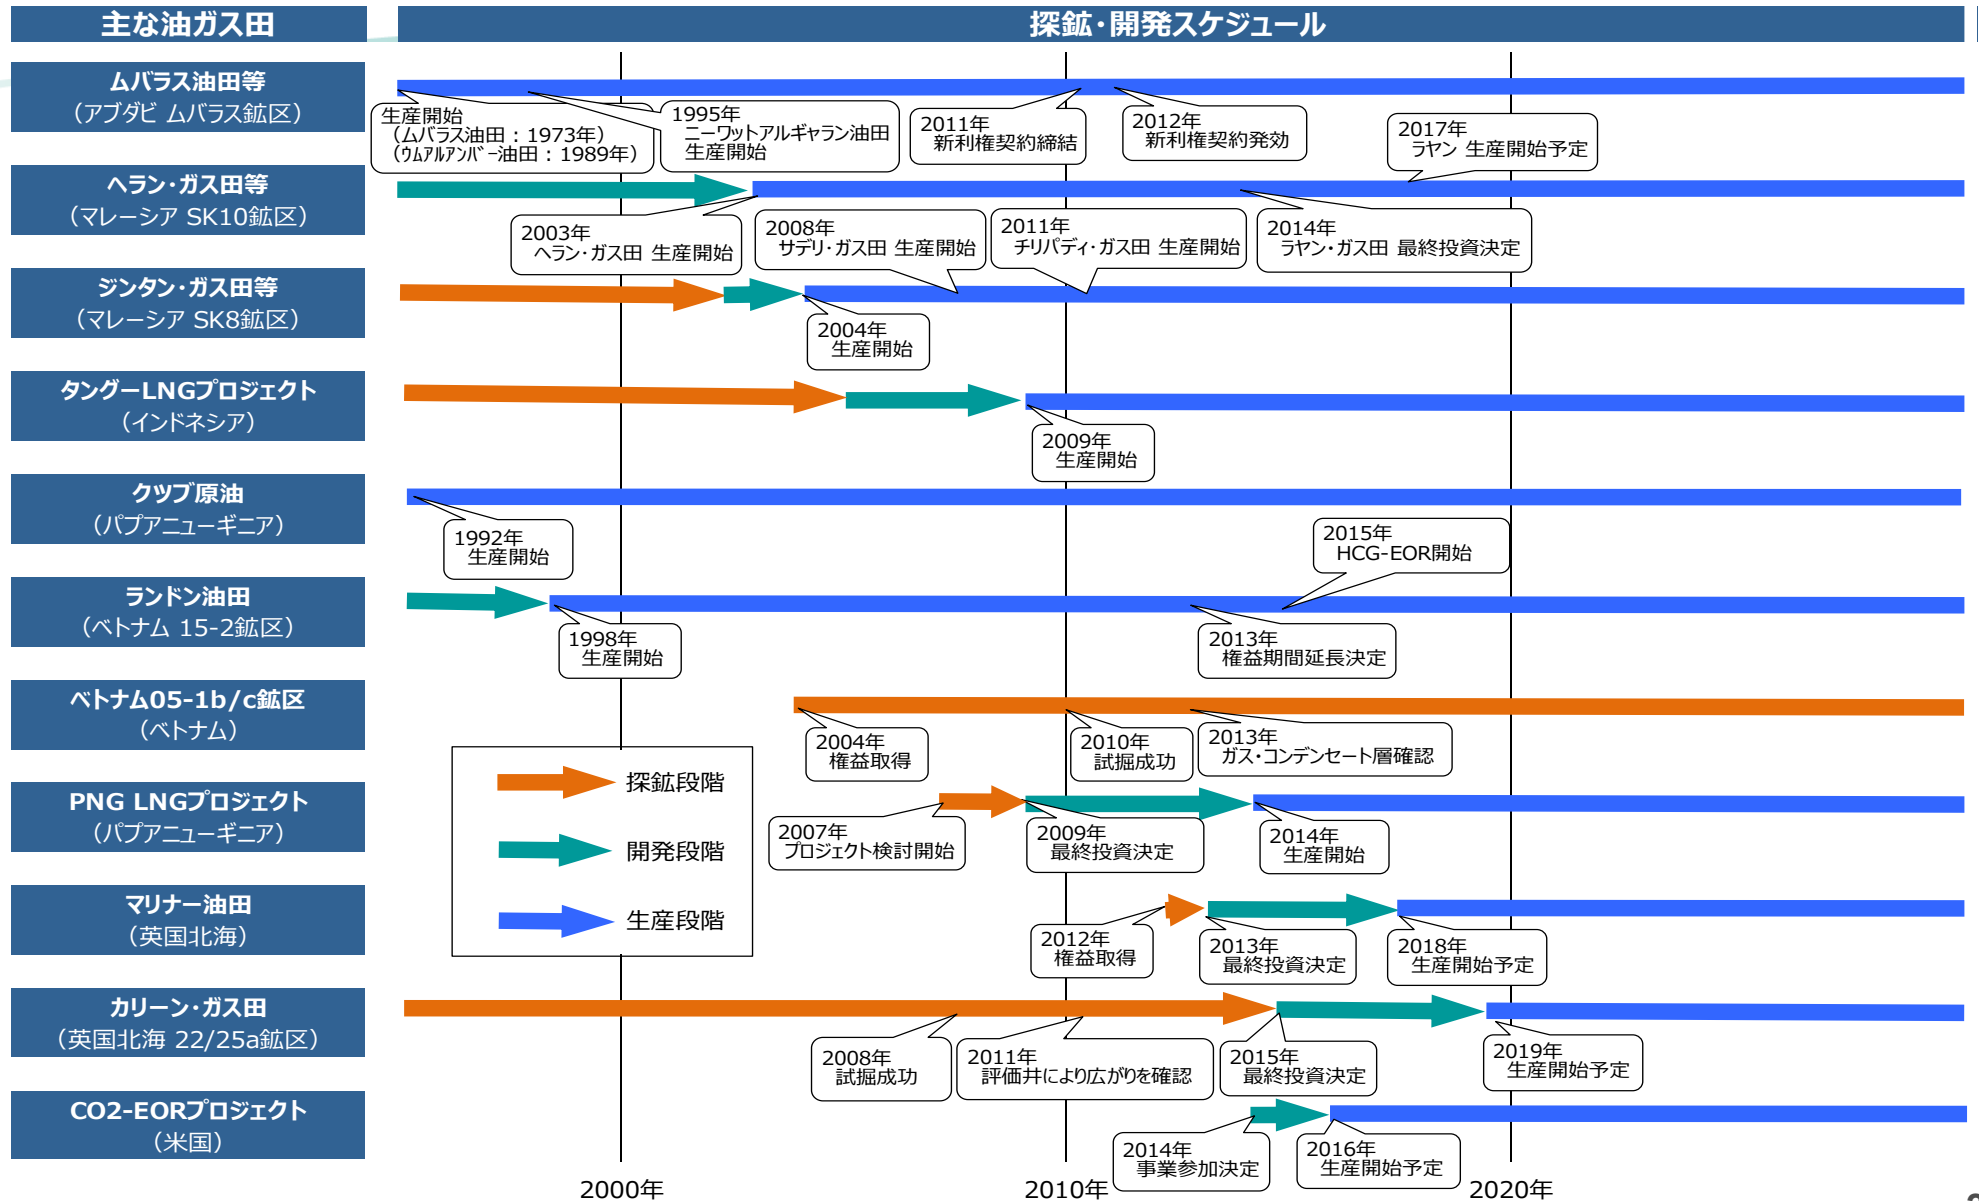 主な油ガス田
探鉱・開発スケジュール
ムバラス油田等
（アブダビ ムバラス鉱区）
生産開始
（ムバラス油田：1973年）
（ウムアルアンバー油田：1989年）
1995年
ニーワットアルギャラン油田
生産開始
2011年
新利権契約締結
2012年
新利権契約発効
2017年
ラヤン 生産開始予定
ヘラン・ガス田等
（マレーシア SK10鉱区）
2003年
ヘラン・ガス田 生産開始
2008年
サデリ・ガス田 生産開始
2011年
チリパディ・ガス田 生産開始
2014年
ラヤン・ガス田 最終投資決定
ジンタン・ガス田等
（マレーシア SK8鉱区）
2004年
生産開始
タングーLNGプロジェクト
（インドネシア）
2009年
生産開始
クツブ原油
（パプアニューギニア）
1992年
生産開始
2015年
HCG-EOR開始
ランドン油田
（ベトナム 15-2鉱区）
1998年
生産開始
2013年
権益期間延長決定
ベトナム05-1b/c鉱区
（ベトナム）
2004年
権益取得
2010年
試掘成功
2013年
ガス・コンデンセート層確認
探鉱段階
開発段階
生産段階
PNG LNGプロジェクト
（パプアニューギニア）
2007年
プロジェクト検討開始
2009年
最終投資決定
2014年
生産開始
マリナー油田
（英国北海）
2012年
権益取得
2013年
最終投資決定
2018年
生産開始予定
カリーン・ガス田
（英国北海 22/25a鉱区）
2008年
試掘成功
2011年
評価井により広がりを確認
2015年
最終投資決定
2019年
生産開始予定
CO2-EORプロジェクト
（米国）
2014年
事業参加決定
2016年
生産開始予定
2000年
2010年
2020年